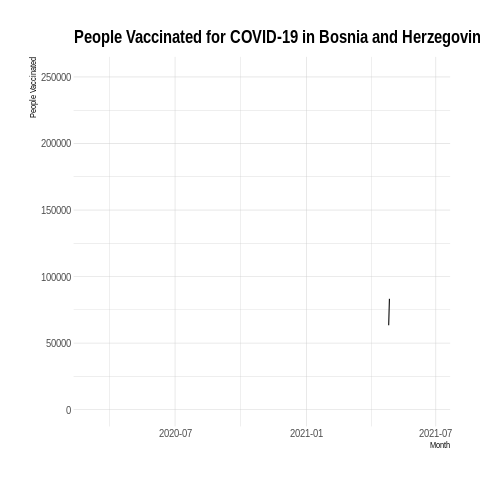 People Vaccinated for COVID-19 in Bosnia and Herzegovin
People Vaccinated
250000
200000
150000
100000
50000
0
2020-07 2021-01 2021-07
Month